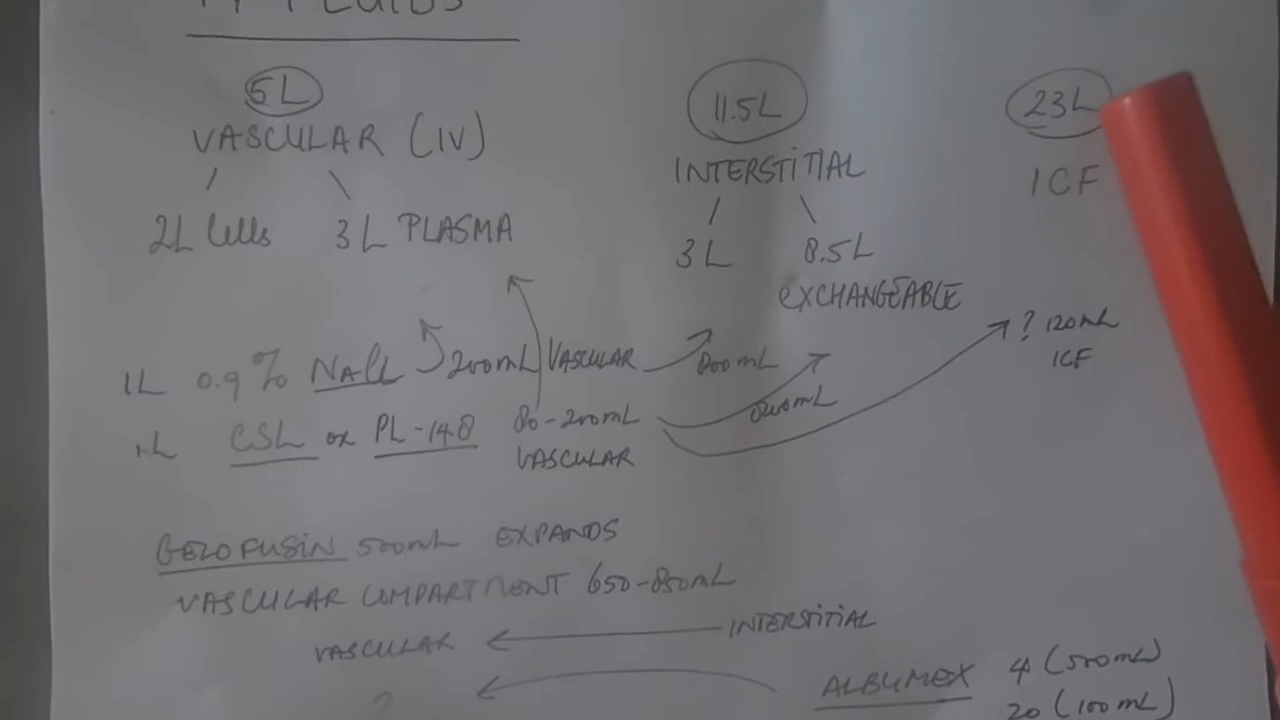 IV FLUIDS
5L 11.5L 23L
VASCULAR (IV) INTERSTITIAL ICF
2L Cells 3L PLASMA 3L 8.5L
EXCHANGEABLE
1L 0.9% NaCl 200mL VASCULAR 800mL ? 120mL
ICF
1L CSL or PL-148 80-200mL 800mL
VASCULAR
GELOFUSIN 500mL EXPANDS
VASCULAR COMPARTMENT 650-850mL
VASCULAR INTERSTITIAL
? ALBUMEX 4 (500mL)
20 (100mL)